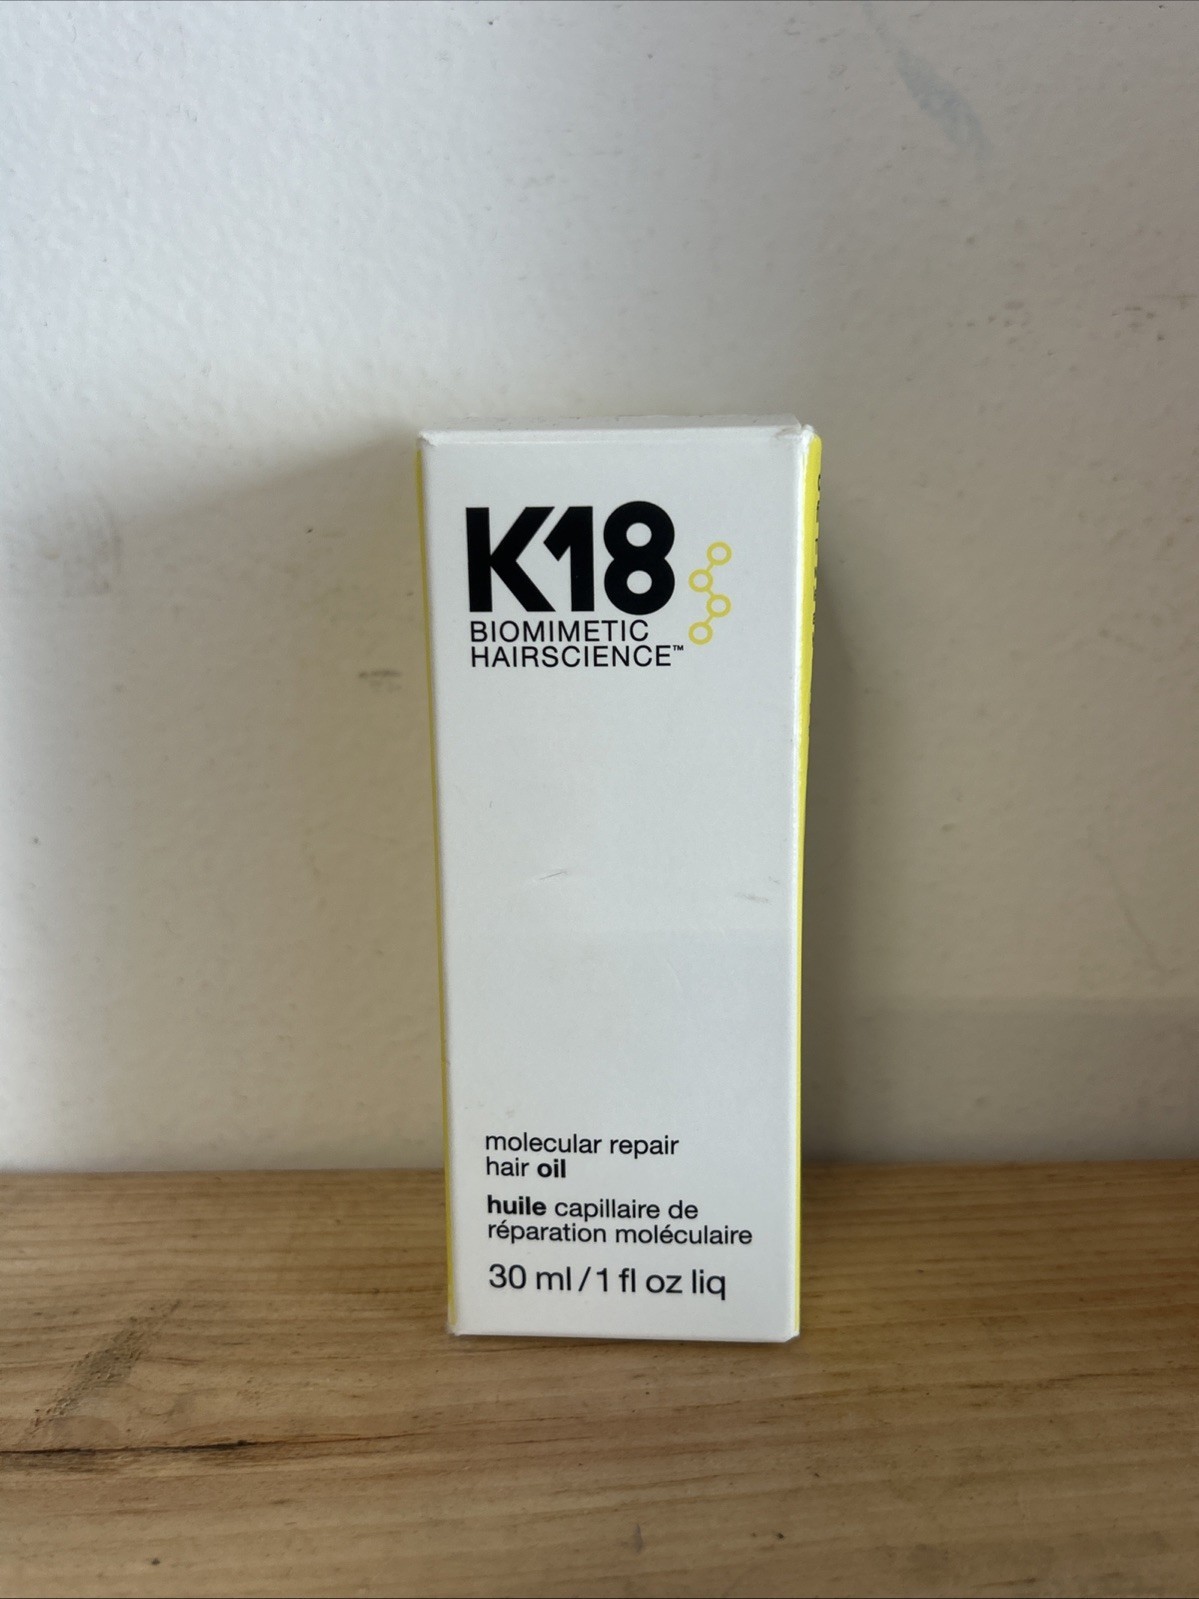 K18
BIOMIMETIC
HAIRSCIENCE™
molecular repair
hair oil
huile capillaire de
réparation moléculaire
30 ml / 1 fl oz liq